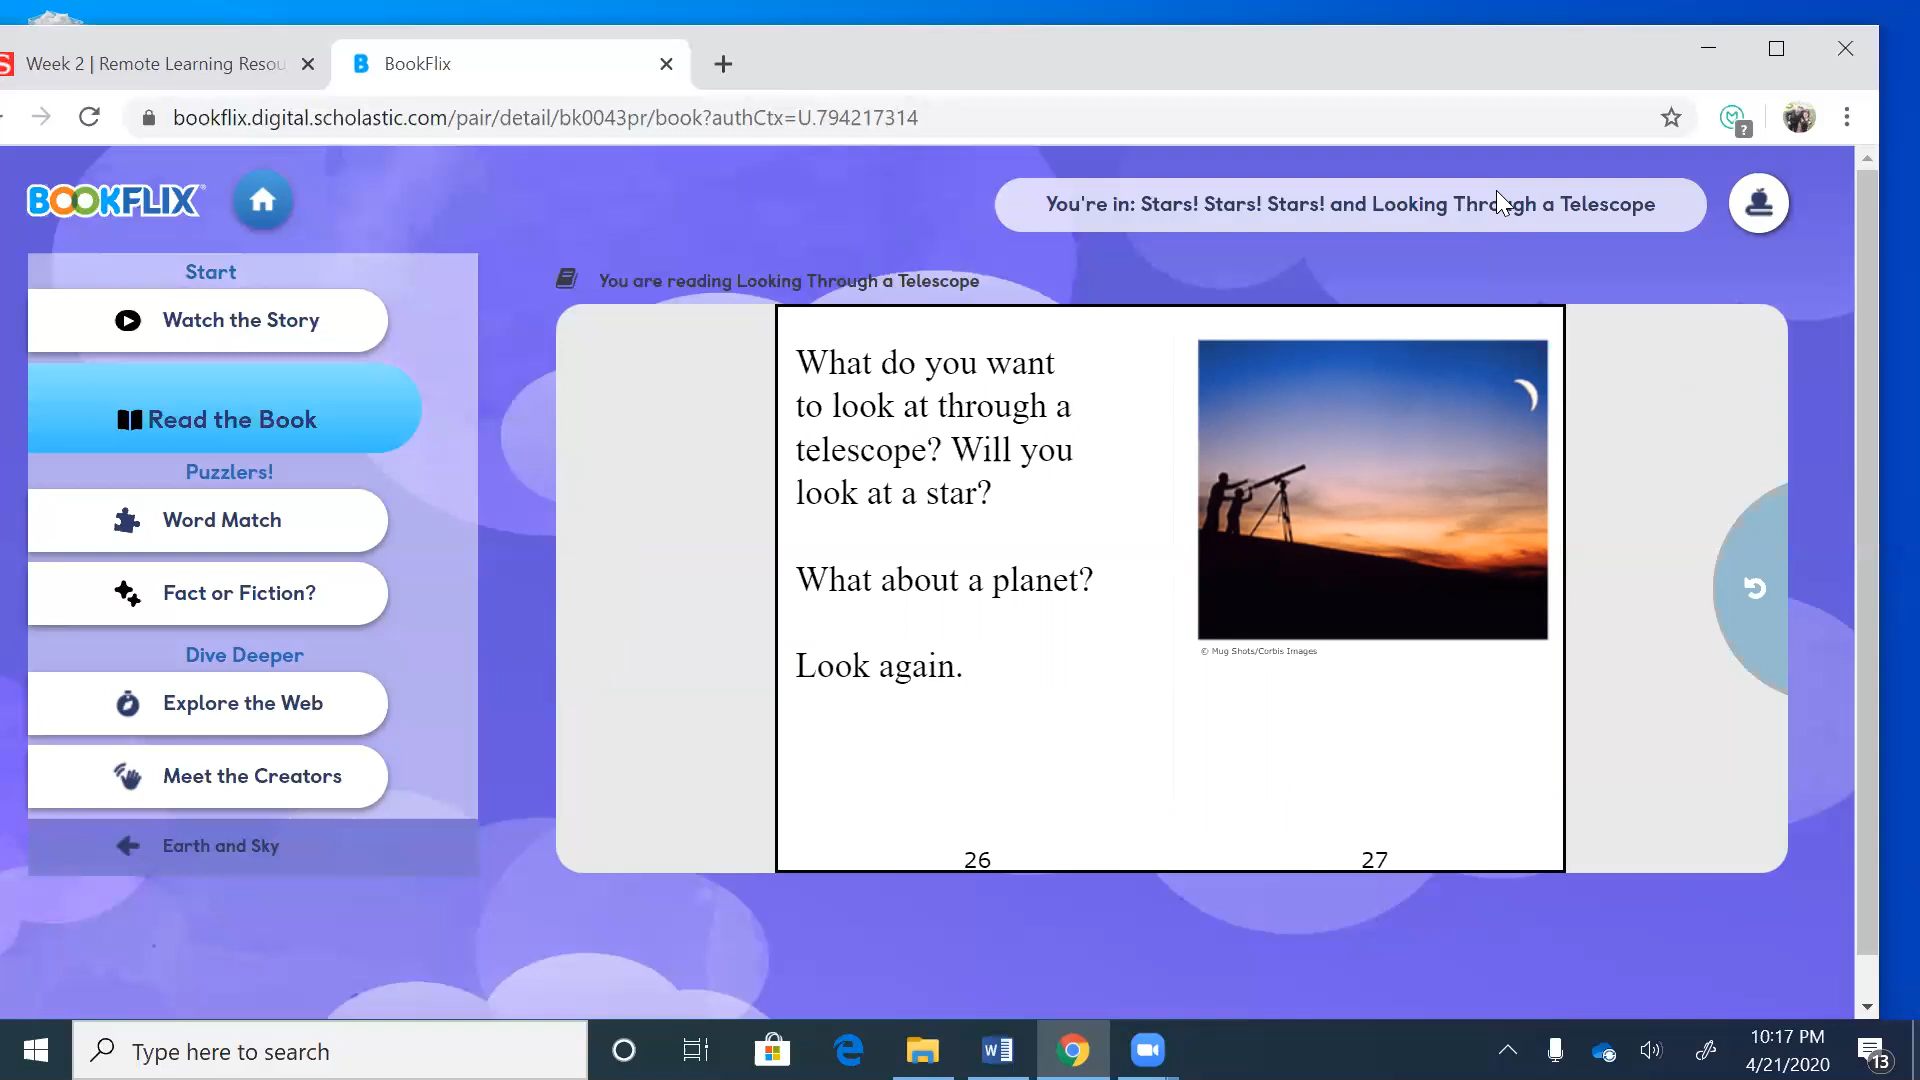 Week 2 | Remote Learning Resou
BookFlix
bookflix.digital.scholastic.com/pair/detail/bk0043pr/book?authCtx=U.794217314
BOOKFLIX
You're in: Stars! Stars! Stars! and Looking Through a Telescope
Start
Watch the Story
Read the Book
Puzzlers!
Word Match
Fact or Fiction?
Dive Deeper
Explore the Web
Meet the Creators
Earth and Sky
You are reading Looking Through a Telescope
What do you want
to look at through a
telescope? Will you
look at a star?
What about a planet?
Look again.
26
© Mug Shots/Corbis Images
27
Type here to search
10:17 PM
4/21/2020
13